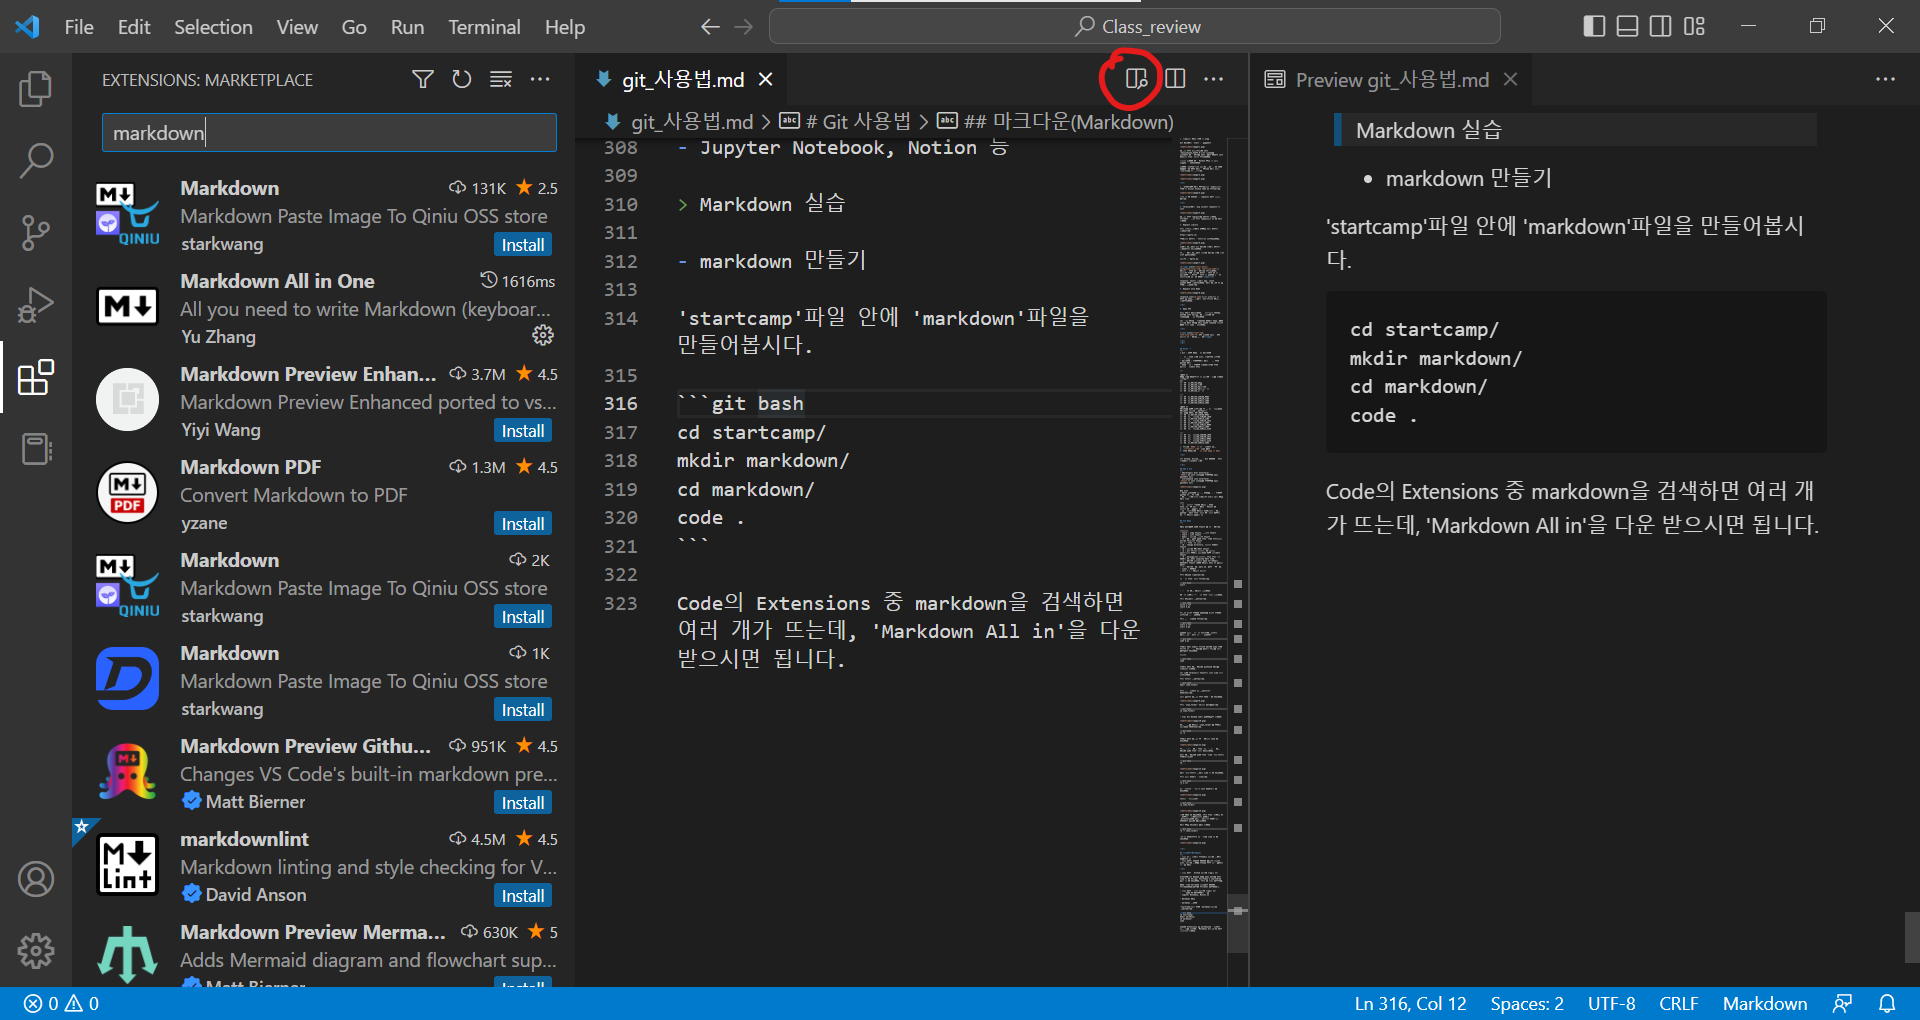 File Edit Selection View Go Run Terminal Help
Class_review
EXTENSIONS: MARKETPLACE
markdown
Markdown 131K 2.5
Markdown Paste Image To Qiniu OSS store
starkwang Install
Markdown All in One 1616ms
All you need to write Markdown (keyboar...
Yu Zhang
Markdown Preview Enhan... 3.7M 4.5
Markdown Preview Enhanced ported to vs...
Yiyi Wang Install
Markdown PDF 1.3M 4.5
Convert Markdown to PDF
yzane Install
Markdown 2K
Markdown Paste Image To Qiniu OSS store
starkwang Install
Markdown 1K
Markdown Paste Image To Qiniu OSS store
starkwang Install
Markdown Preview Githu... 951K 4.5
Changes VS Code's built-in markdown pre...
Matt Bierner Install
markdownlint 4.5M 4.5
Markdown linting and style checking for V...
David Anson Install
Markdown Preview Merma... 630K 5
Adds Mermaid diagram and flowchart sup...
Matt Bierner Install
M↓
QINIU
M↓
M↓
PDF
M↓
QINIU
M↓
M↓
Lint
git_사용법.md
git_사용법.md > # Git 사용법 > ## 마크다운(Markdown)
308 - Jupyter Notebook, Notion 등
309
310 > Markdown 실습
311
312 - markdown 만들기
313
314 'startcamp'파일 안에 'markdown'파일을
만들어봅시다.
315
316 ```git bash
317 cd startcamp/
318 mkdir markdown/
319 cd markdown/
320 code .
321 ```
322
323 Code의 Extensions 중 markdown을 검색하면
여러 개가 뜨는데, 'Markdown All in'을 다운
받으시면 됩니다.
Preview git_사용법.md
Markdown 실습
• markdown 만들기
'startcamp'파일 안에 'markdown'파일을 만들어봅시
다.
cd startcamp/
mkdir markdown/
cd markdown/
code .
Code의 Extensions 중 markdown을 검색하면 여러 개
가 뜨는데, 'Markdown All in'을 다운 받으시면 됩니다.
0 0
Ln 316, Col 12 Spaces: 2 UTF-8 CRLF Markdown